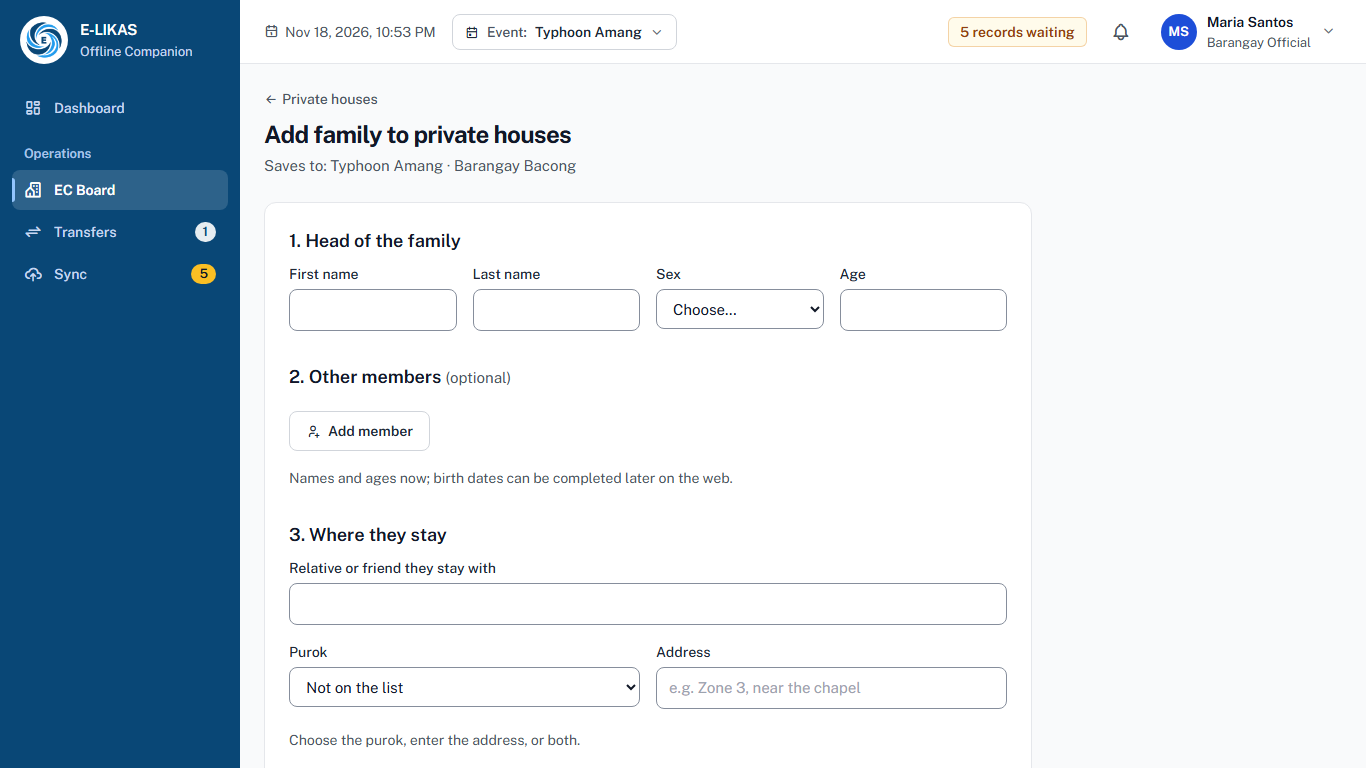 E-LIKAS
Offline Companion
Dashboard
Operations
EC Board
Transfers 1
Sync 5
Nov 18, 2026, 10:53 PM
Event: Typhoon Amang
5 records waiting
MS
Maria Santos
Barangay Official
← Private houses
Add family to private houses
Saves to: Typhoon Amang · Barangay Bacong
1. Head of the family
First name Last name Sex Age
Choose...
2. Other members (optional)
Add member
Names and ages now; birth dates can be completed later on the web.
3. Where they stay
Relative or friend they stay with
Purok Address
Not on the list e.g. Zone 3, near the chapel
Choose the purok, enter the address, or both.